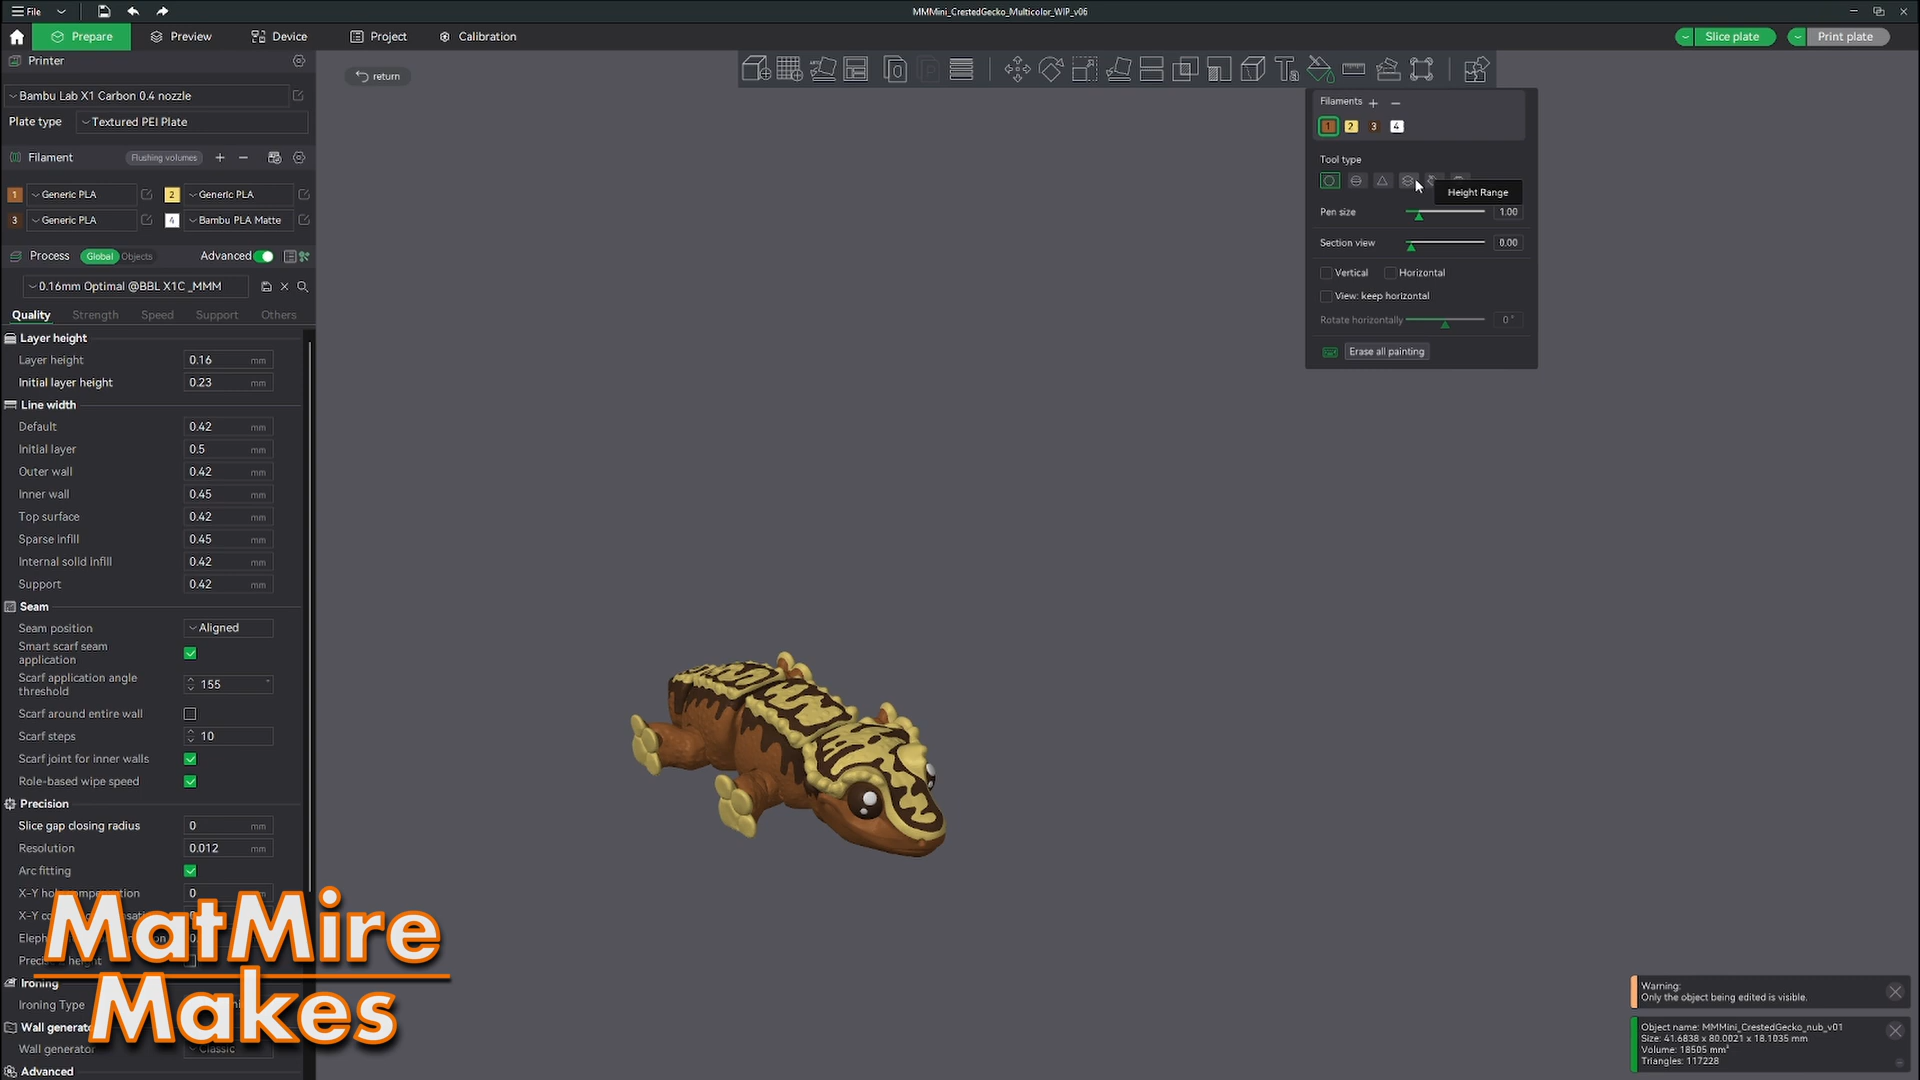 File
MMMini_CrestedGecko_Multicolor_WIP_v06
Prepare
Preview
Device
Project
Calibration
Slice plate
Print plate
Printer
return
Bambu Lab X1 Carbon 0.4 nozzle
Plate type
Textured PEI Plate
Filament
Flushing volumes
1 Generic PLA
2 Generic PLA
3 Generic PLA
4 Bambu PLA Matte
Process
Global
Objects
Advanced
0.16mm Optimal @BBL X1C _MMM
Quality
Strength
Speed
Support
Others
Layer height
Layer height 0.16 mm
Initial layer height 0.23 mm
Line width
Default 0.42 mm
Initial layer 0.5 mm
Outer wall 0.42 mm
Inner wall 0.45 mm
Top surface 0.42 mm
Sparse infill 0.45 mm
Internal solid infill 0.42 mm
Support 0.42 mm
Seam
Seam position Aligned
Smart scarf seam
application
Scarf application angle
threshold
155 °
Scarf around entire wall
Scarf steps 10
Scarf joint for inner walls
Role-based wipe speed
Precision
Slice gap closing radius 0 mm
Resolution 0.012 mm
Arc fitting
X-Y 0
X-Y
Ironing
Ironing Type
Wall generator Classic
Advanced
MatMire
Makes
Filaments + −
1 2 3 4
Tool type
Height Range
Pen size 1.00
Section view 0.00
Vertical
Horizontal
View: keep horizontal
Rotate horizontally 0 °
Erase all painting
Warning:
Only the object being edited is visible.
Object name: MMMini_CrestedGecko_nub_v01
Size: 41.6838 x 80.0021 x 18.1035 mm
Volume: 18505 mm³
Triangles: 117228